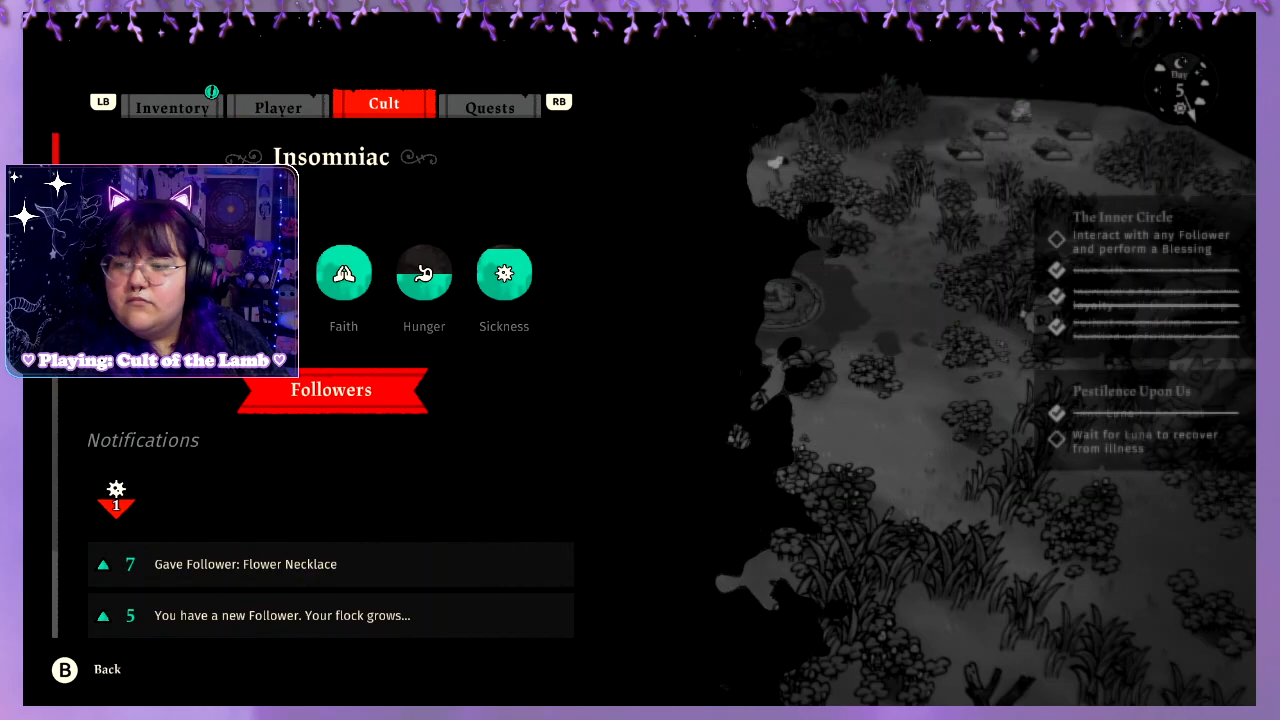 LB
Inventory
Player
Cult
Quests
RB
Day
5
Insomniac
The Inner Circle
Interact with any Follower
and perform a Blessing
loyalty
Faith
Hunger
Sickness
♡ Playing: Cult of the Lamb ♡
Followers
Pestilence Upon Us
Luna
Wait for Luna to recover
from illness
Notifications
1
7 Gave Follower: Flower Necklace
5 You have a new Follower. Your flock grows...
B Back